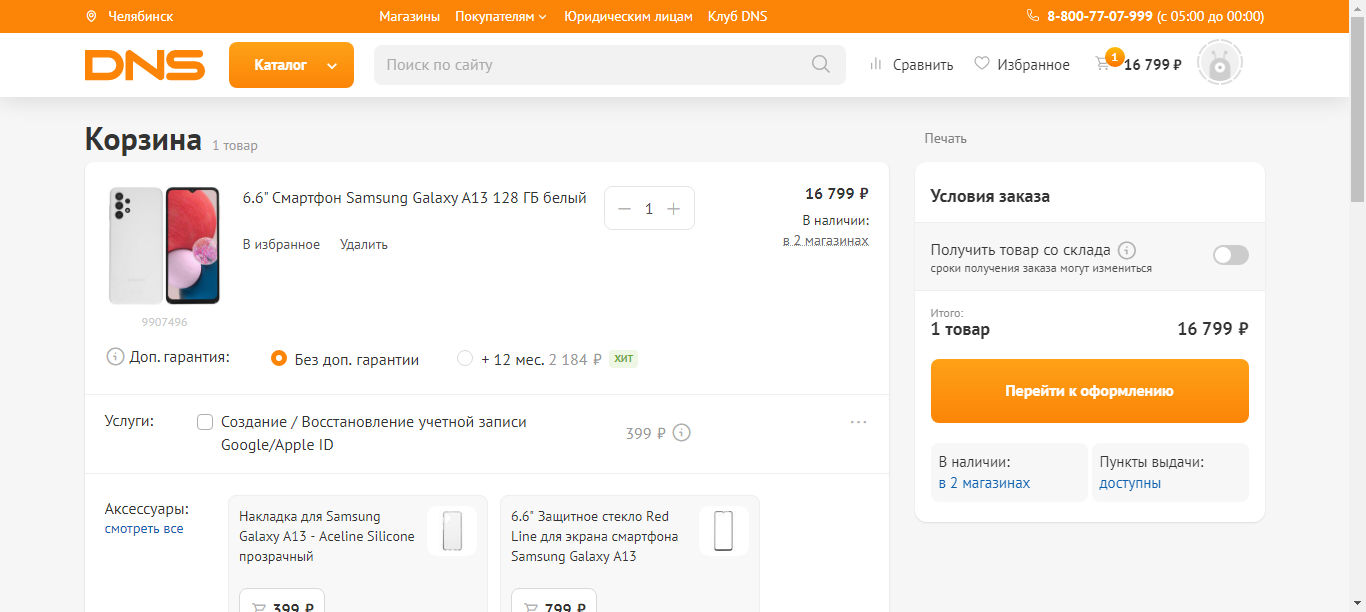 Челябинск
Магазины Покупателям Юридическим лицам Клуб DNS
8-800-77-07-999 (с 05:00 до 00:00)
DNS
Каталог
Поиск по сайту
Сравнить
Избранное
1
16 799 ₽
Корзина 1 товар
Печать
6.6" Смартфон Samsung Galaxy A13 128 ГБ белый
1
16 799 ₽
В наличии:
в 2 магазинах
В избранное Удалить
9907496
Доп. гарантия:
Без доп. гарантии
+ 12 мес. 2 184 ₽ ХИТ
Услуги:
Создание / Восстановление учетной записи
Google/Apple ID
399 ₽
Аксессуары:
смотреть все
Накладка для Samsung
Galaxy A13 - Aceline Silicone
прозрачный
399 ₽
6.6" Защитное стекло Red
Line для экрана смартфона
Samsung Galaxy A13
799 ₽
Условия заказа
Получить товар со склада
сроки получения заказа могут измениться
Итого:
1 товар 16 799 ₽
Перейти к оформлению
В наличии:
в 2 магазинах
Пункты выдачи:
доступны